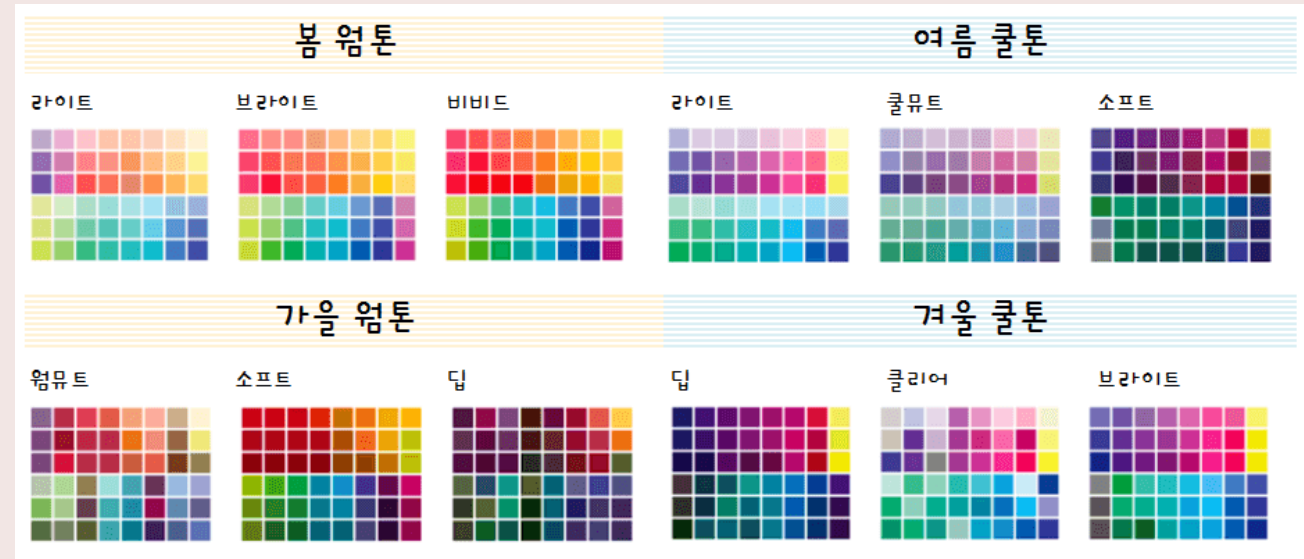 봄 웜톤
여름 쿨톤
라이트 브라이트 비비드 라이트 쿨뮤트 소프트
가을 웜톤
겨울 쿨톤
웜뮤트 소프트 딥 딥 클리어 브라이트